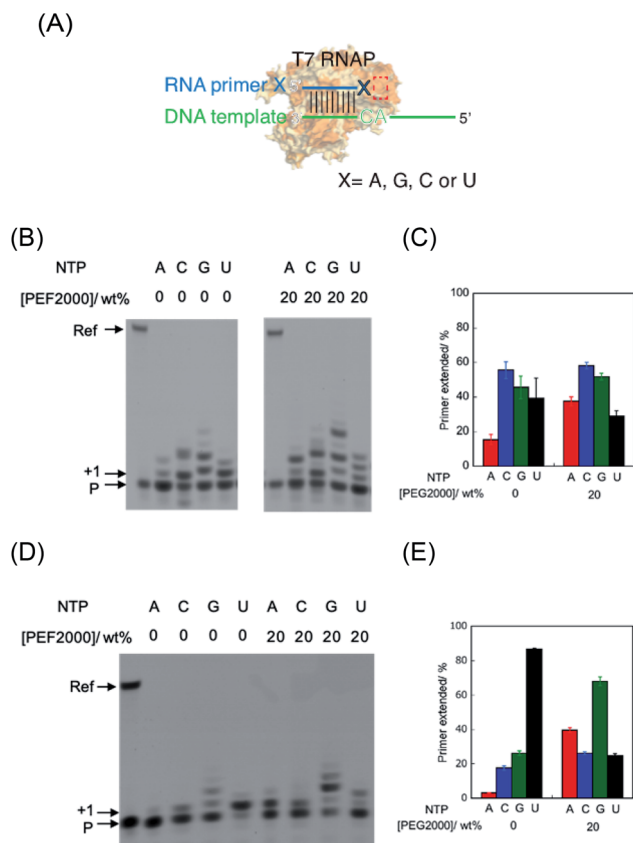 (A)
T7 RNAP
RNA primer X 5' X
DNA template 3' CA 5'
X= A, G, C or U
(B)
NTP A C G U A C G U
[PEF2000]/ wt% 0 0 0 0 20 20 20 20
Ref
+1
P
(C)
Primer extended/ %
100
80
60
40
20
0
NTP A C G U A C G U
[PEG2000]/ wt% 0 20
(D)
NTP A C G U A C G U
[PEF2000]/ wt% 0 0 0 0 20 20 20 20
Ref
+1
P
(E)
Primer extended/ %
100
80
60
40
20
0
NTP A C G U A C G U
[PEG2000]/ wt% 0 20